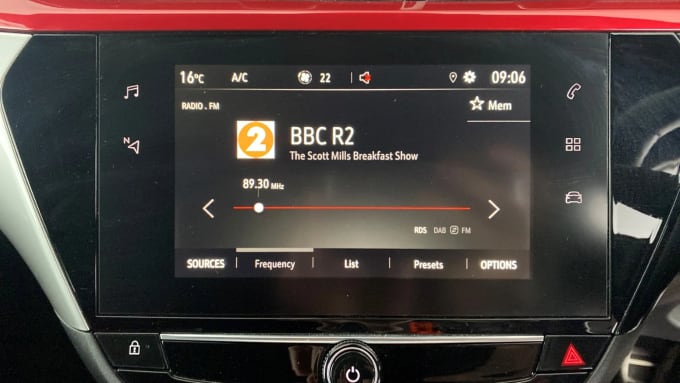 16°C A/C 22 09:06
RADIO . FM
Mem
2
BBC R2
The Scott Mills Breakfast Show
89.30 MHz
RDS DAB FM
SOURCES Frequency List Presets OPTIONS
N